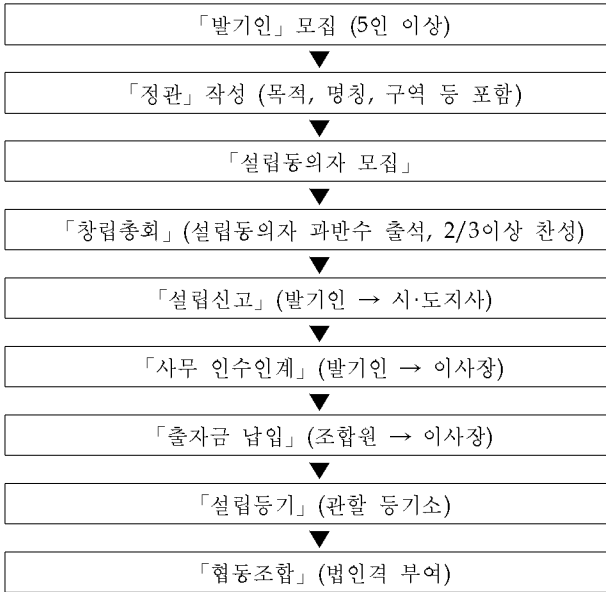 「발기인」 모집 (5인 이상)
▼
「정관」 작성 (목적, 명칭, 구역 등 포함)
▼
「설립동의자 모집」
▼
「창립총회」(설립동의자 과반수 출석, 2/3이상 찬성)
▼
「설립신고」(발기인 → 시·도지사)
▼
「사무 인수인계」(발기인 → 이사장)
▼
「출자금 납입」(조합원 → 이사장)
▼
「설립등기」(관할 등기소)
▼
「협동조합」(법인격 부여)